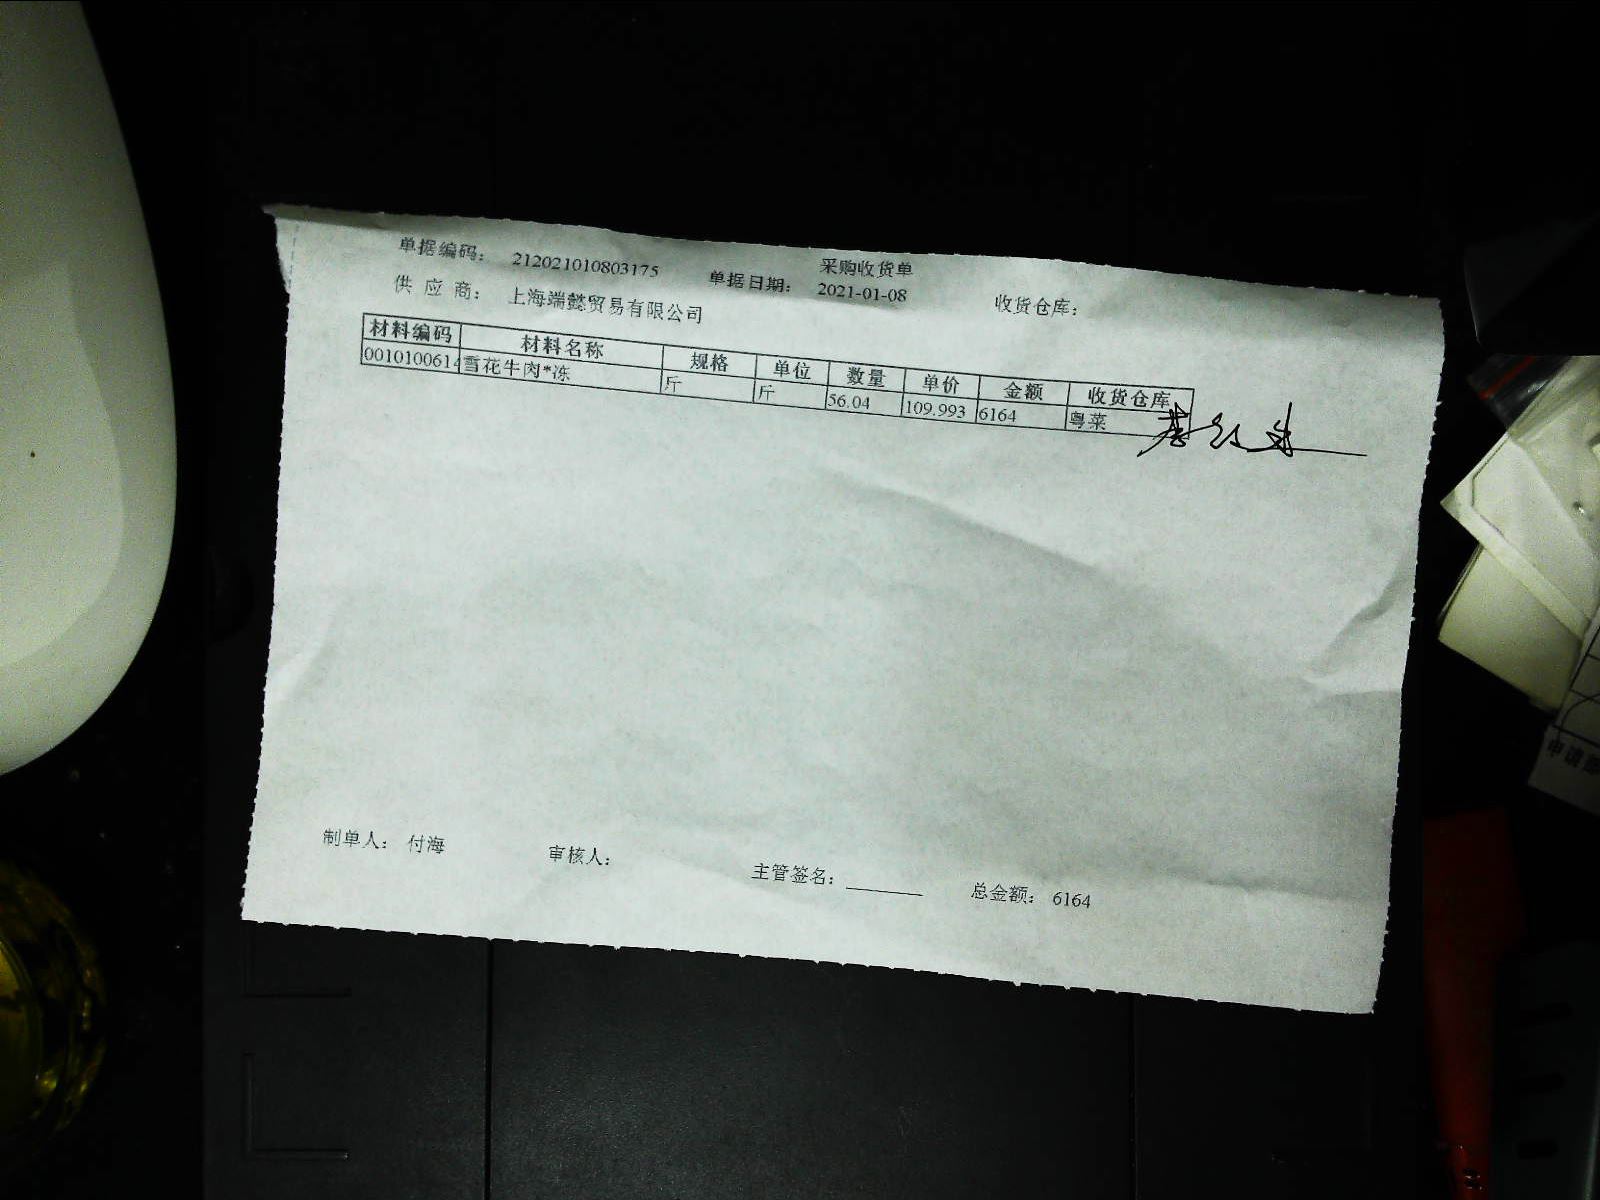 采购收货单
单据编码： 212021010803175 单据日期： 2021-01-08 收货仓库：
供 应 商： 上海端懿贸易有限公司
材料编码 材料名称 规格 单位 数量 单价 金额 收货仓库
0010100614 雪花牛肉*冻 斤 斤 56.04 109.993 6164 粤菜
制单人： 付海 审核人： 主管签名： 总金额： 6164